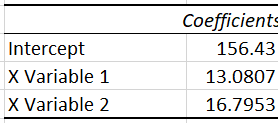 Coefficients
Intercept 156.43
X Variable 1 13.0807
X Variable 2 16.7953